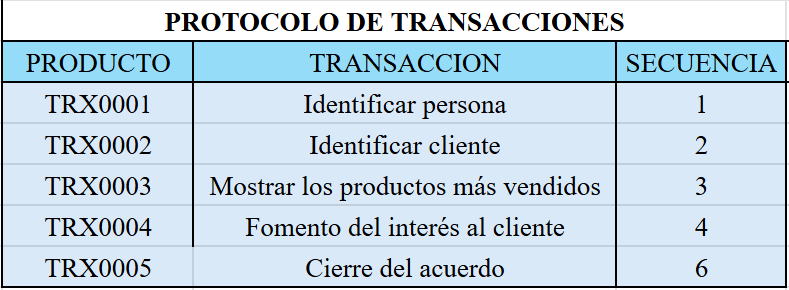 PROTOCOLO DE TRANSACCIONES
PRODUCTO TRANSACCION SECUENCIA
TRX0001 Identificar persona 1
TRX0002 Identificar cliente 2
TRX0003 Mostrar los productos más vendidos 3
TRX0004 Fomento del interés al cliente 4
TRX0005 Cierre del acuerdo 6